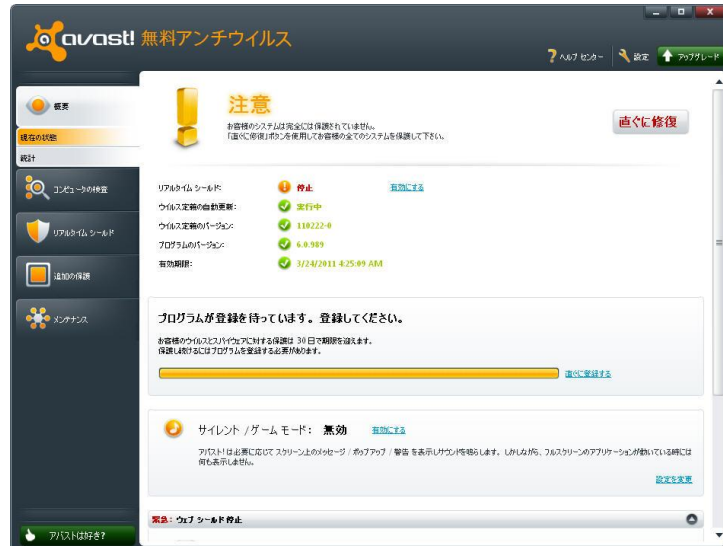 avast! 無料アンチウイルス
ヘルプ センター 設定 アップグレード
概要
現在の状態
統計
コンピュータの検査
リアルタイム シールド
追加の保護
メンテナンス
アバストは好き?
注意
お客様のシステムは完全には保護されていません。
「直ぐに修復」ボタンを使用してお客様の全てのシステムを保護して下さい。
直ぐに修復
リアルタイム シールド: 停止 有効にする
ウイルス定義の自動更新: 実行中
ウイルス定義のバージョン: 110222-0
プログラムのバージョン: 6.0.989
有効期限: 3/24/2011 4:25:09 AM
プログラムが登録を待っています。登録してください。
お客様のウイルスとスパイウェアに対する保護は 30 日で期限を迎えます。
保護し続けるにはプログラムを登録する必要があります。
直ぐに登録する
サイレント /ゲーム モード: 無効 有効にする
アバスト! は必要に応じて スクリーン上のメッセージ / ポップアップ / 警告 を表示しサウンドを鳴らします。しかしながら、フルスクリーンのアプリケーションが動いている時には
何も表示しません。
設定を変更
緊急: ウェブ シールド 停止